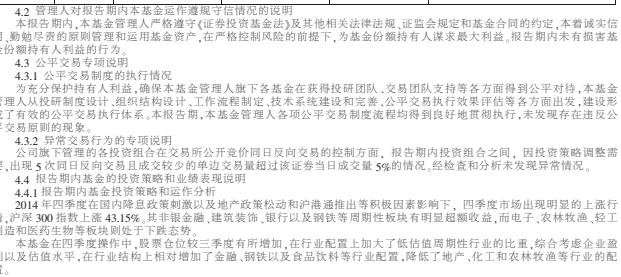 4.2 管理人对报告期内本基金运作遵规守信情况的说明
本报告期内,本基金管理人严格遵守《证券投资基金法》及其他相关法律法规、证监会规定和基金合同的约定,本着诚实信
、勤勉尽责的原则管理和运用基金资产,在严格控制风险的前提下,为基金份额持有人谋求最大利益。报告期内未有损害基
份额持有人利益的行为。
4.3 公平交易专项说明
4.3.1 公平交易制度的执行情况
为充分保护持有人利益,确保本基金管理人旗下各基金在获得投研团队、交易团队支持等各方面得到公平对待,本基金
管理人从投研制度设计、组织结构设计、工作流程制定、技术系统建设和完善、公平交易执行效果评估等各方面出发,建设形
成了有效的公平交易执行体系。本报告期,本基金管理人各项公平交易制度流程均得到良好地贯彻执行,未发现存在违反公
平交易原则的现象。
4.3.2 异常交易行为的专项说明
公司旗下管理的各投资组合在交易所公开竞价同日反向交易的控制方面, 报告期内投资组合之间, 因投资策略调整需
,出现 5 次同日反向交易且成交较少的单边交易量超过该证券当日成交量 5%的情况。经检查和分析未发现异常情况。
4.4 报告期内基金的投资策略和业绩表现说明
4.4.1 报告期内基金投资策略和运作分析
2014 年四季度在国内降息政策刺激以及地产政策松动和沪港通推出等积极因素影响下, 四季度市场出现明显的上涨行
,沪深 300 指数上涨 43.15%。其非银金融、建筑装饰、银行以及钢铁等周期性板块有明显超额收益,而电子、农林牧渔、轻工
制造和医药生物等板块则处于下跌态势。
本基金在四季度操作中,股票仓位较三季度有所增加,在行业配置上加大了低估值周期性行业的比重,综合考虑企业盈
利以及估值水平,在行业结构上相对增加了金融、钢铁以及食品饮料等行业配置,降低了地产、化工和农林牧渔等行业的配
置。